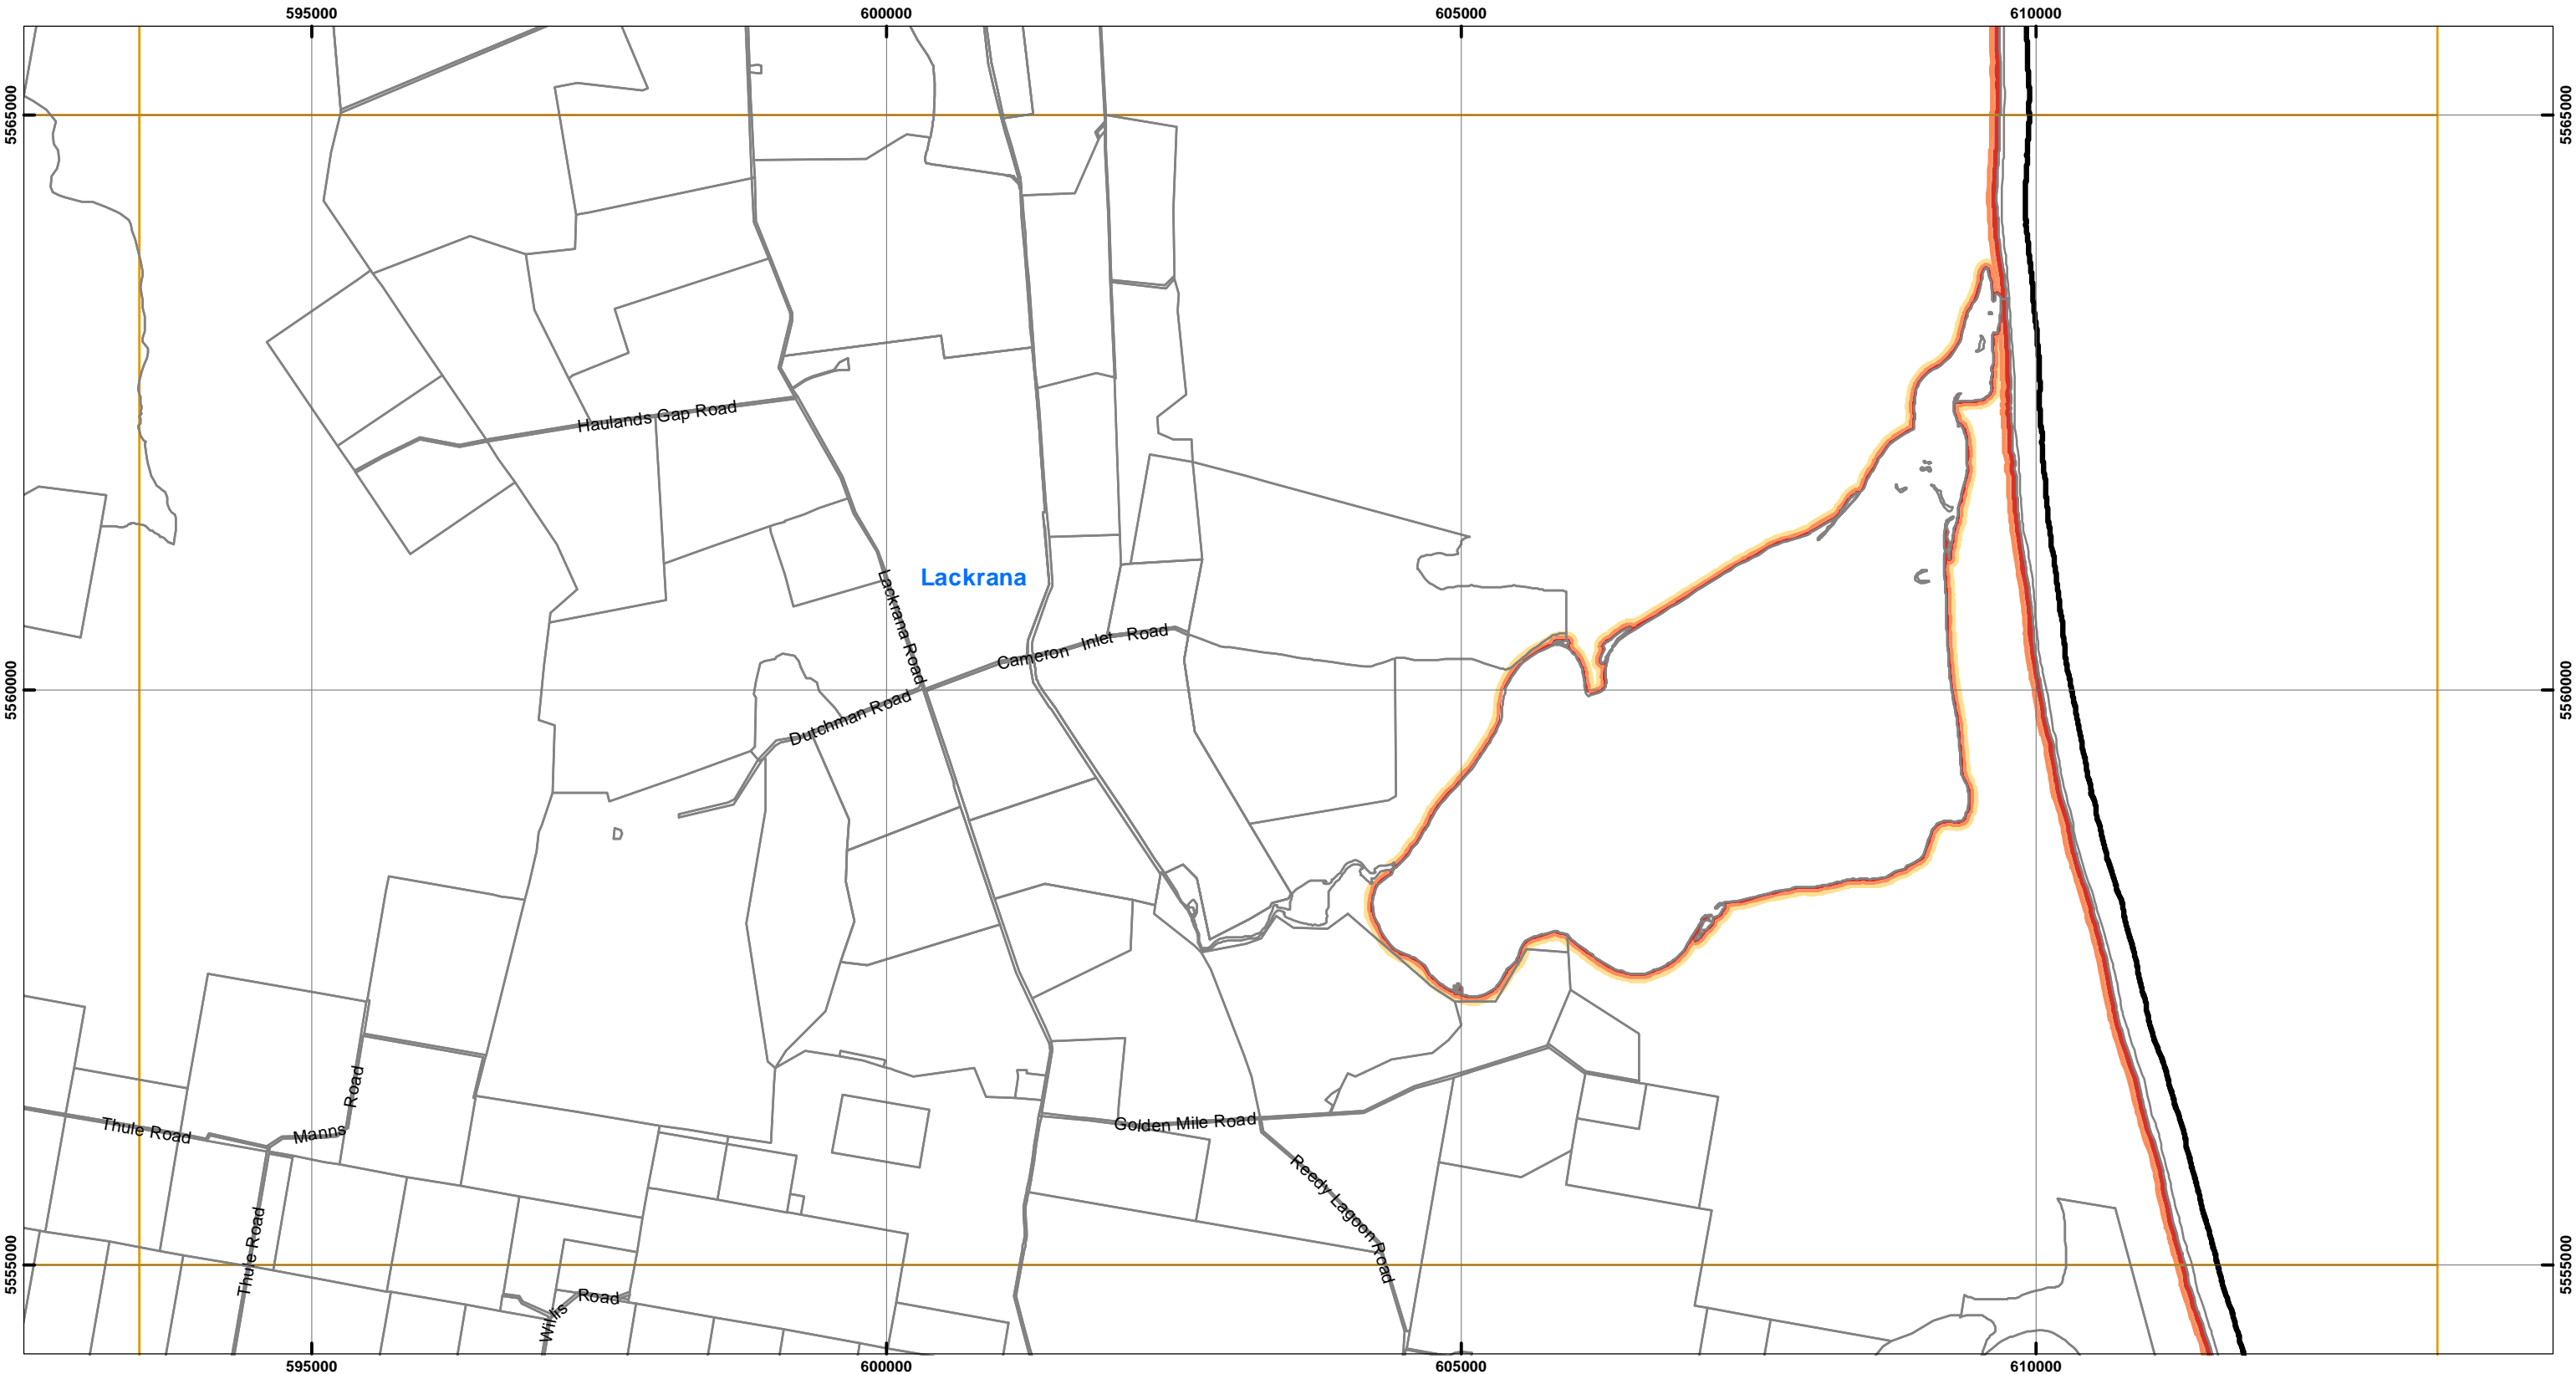 595000 600000 605000 610000
5565000 5565000
Haulands Gap Road
Lackrana
Lackrana Road
Cameron Inlet Road
5560000 5560000
Dutchman Road
Manns Road
Thule Road
Golden Mile Road
Reedy Lagoon Road
Thule Road
5555000 5555000
Willis Road
595000 600000 605000 610000